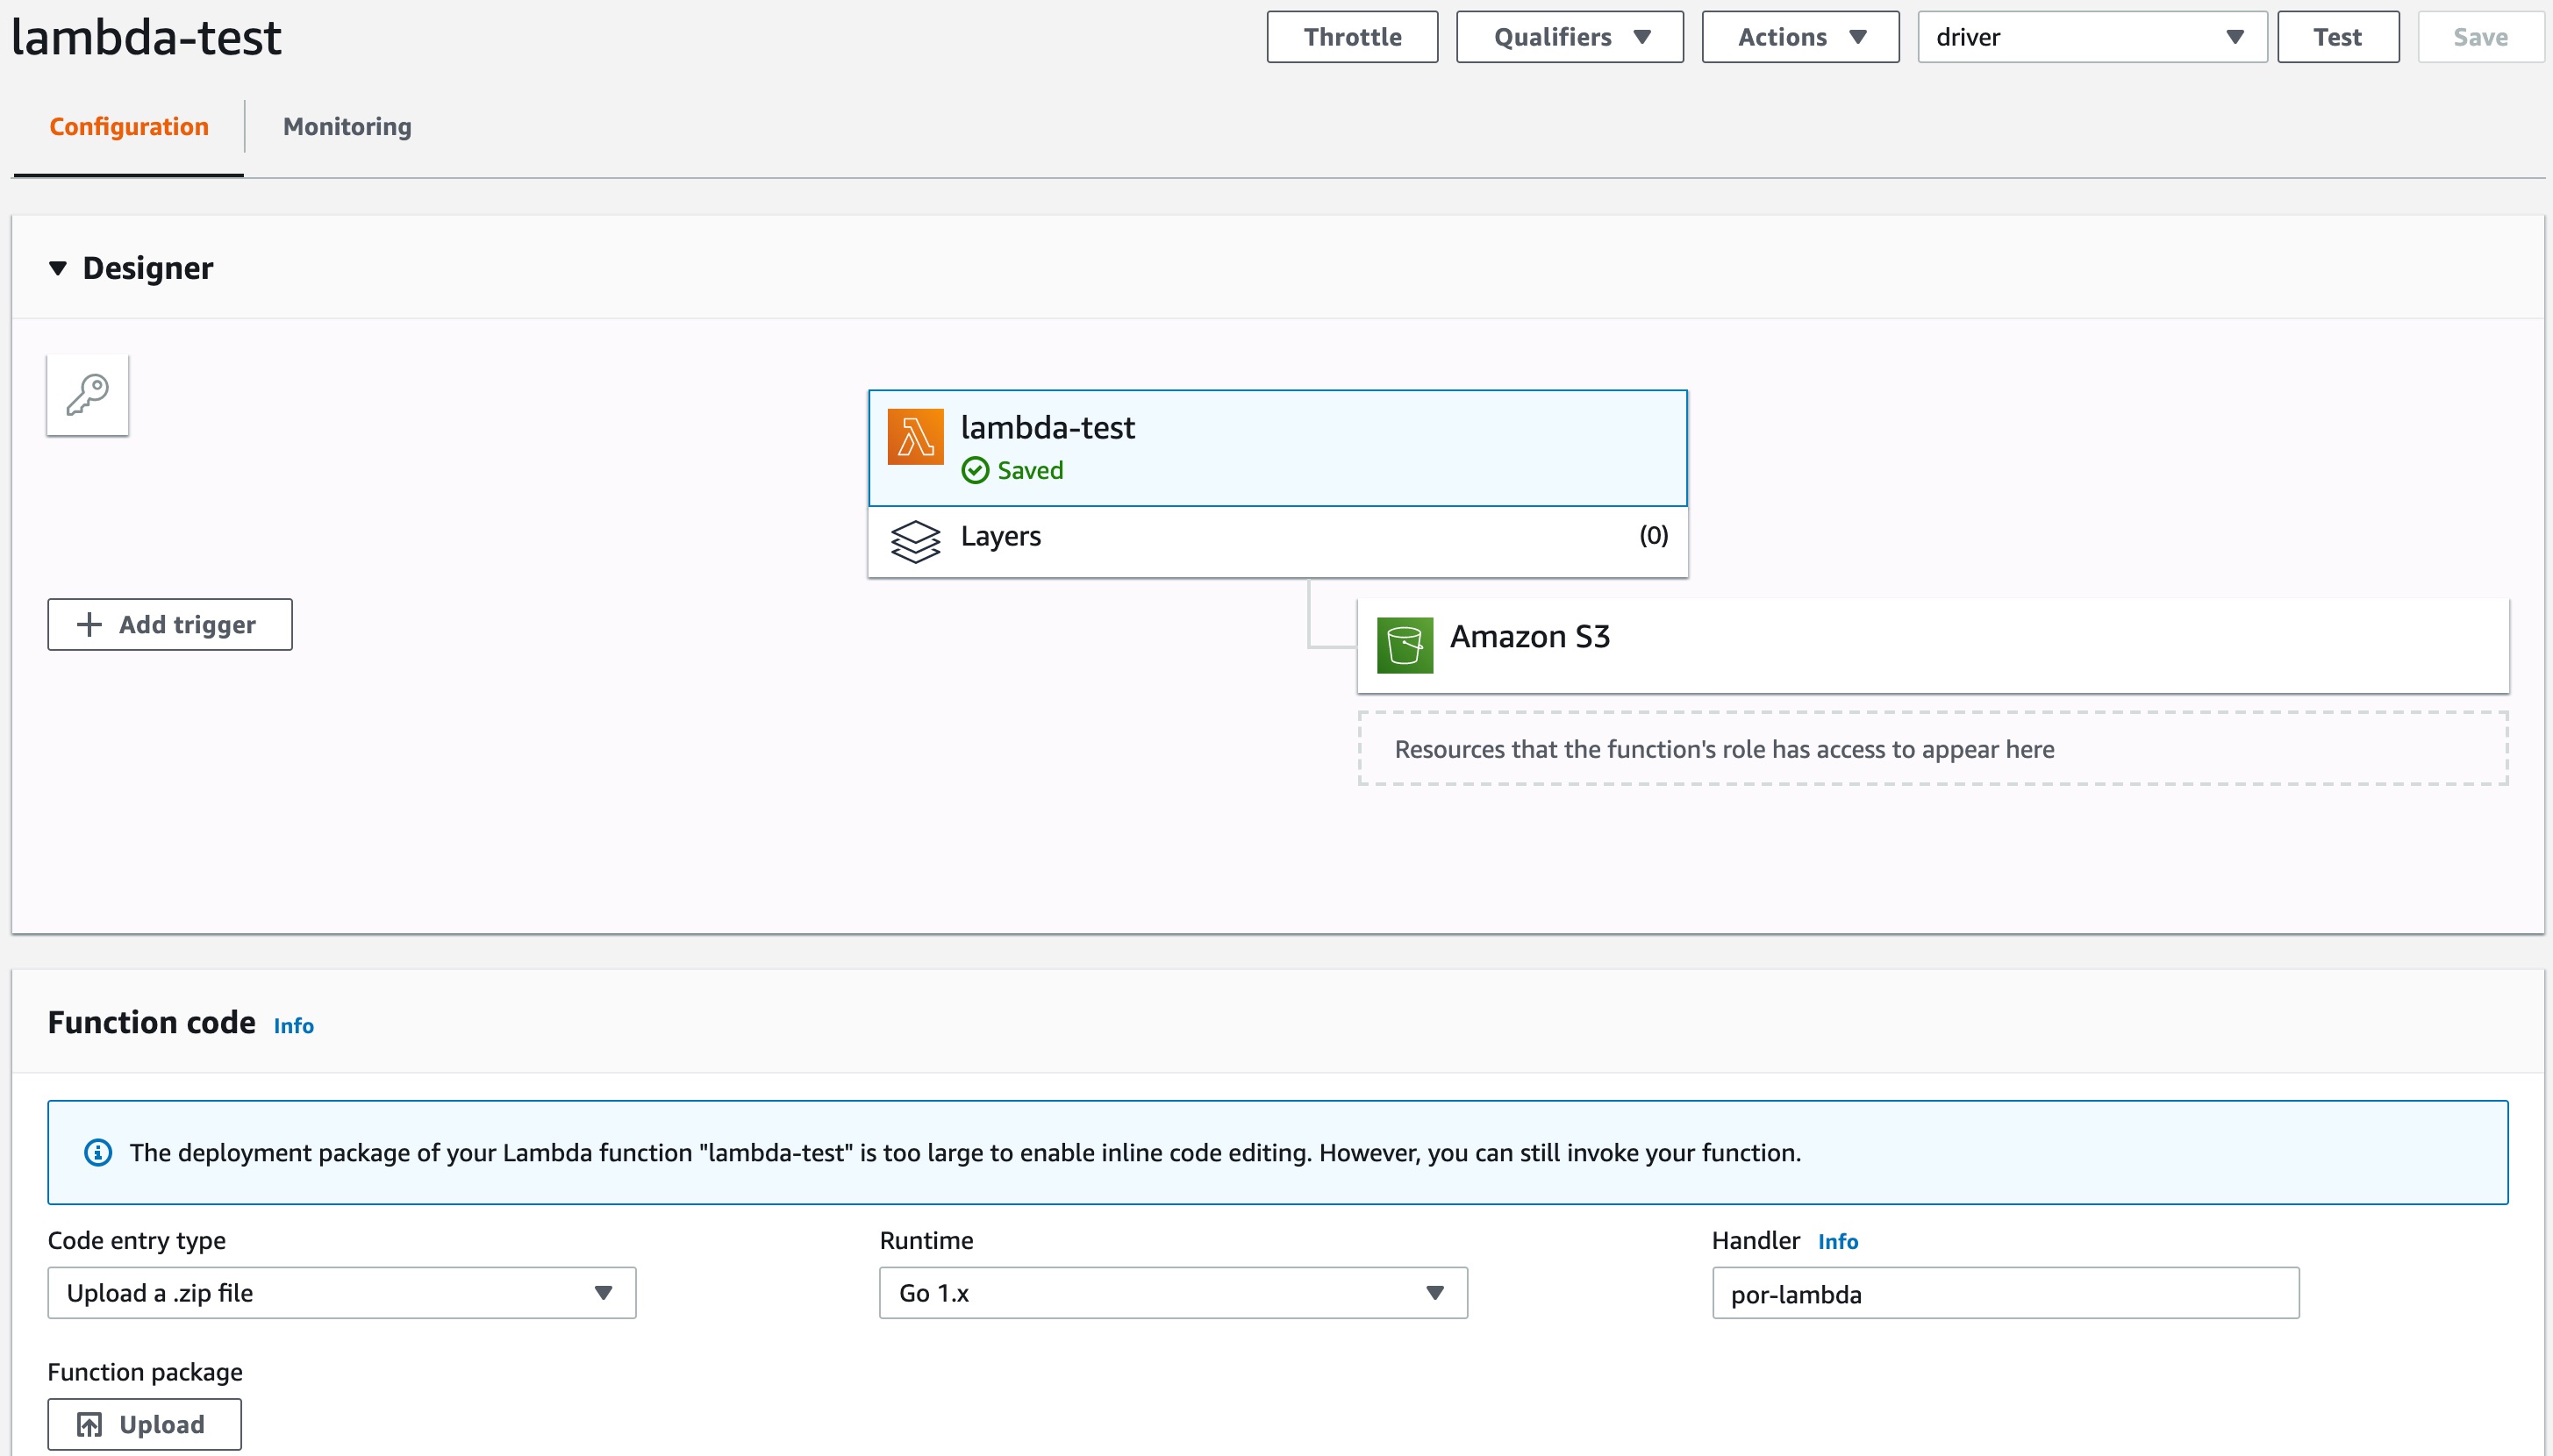 lambda-test
Throttle
Qualifiers
Actions
driver
Test
Save
Configuration
Monitoring
Designer
lambda-test
Saved
Layers
(0)
Add trigger
Amazon S3
Resources that the function's role has access to appear here
Function code Info
The deployment package of your Lambda function "lambda-test" is too large to enable inline code editing. However, you can still invoke your function.
Code entry type
Runtime
Handler Info
Upload a .zip file
Go 1.x
por-lambda
Function package
Upload